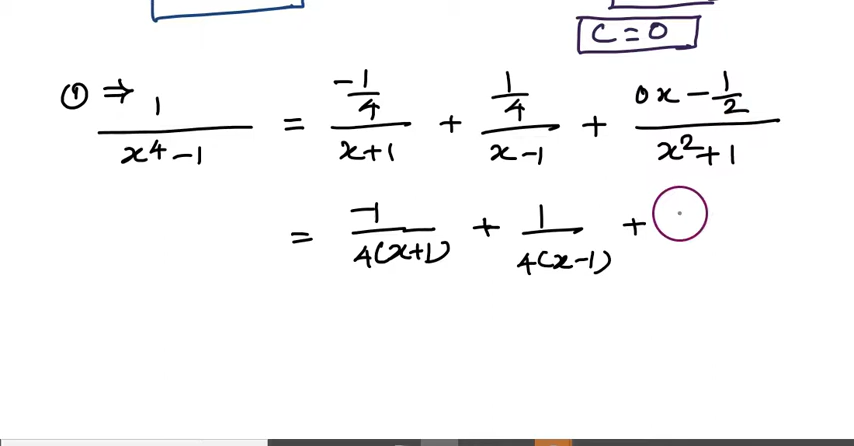 C = 0
① ⇒ 1/(x⁴ - 1) = (-1/4)/(x+1) + (1/4)/(x-1) + (0x - 1/2)/(x² + 1)
= -1/(4(x+1)) + 1/(4(x-1)) +